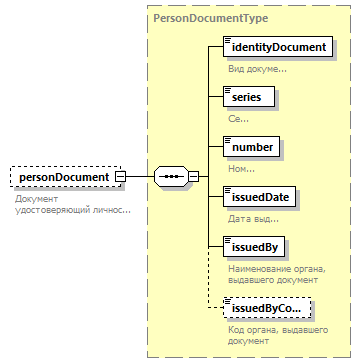 PersonDocumentType
identityDocument
Вид докуме...
series
Се...
number
Ном...
personDocument
Документ
удостоверяющий личнос...
issuedDate
Дата выд...
issuedBy
Наименование органа,
выдавшего документ
issuedByCo...
Код органа, выдавшего
документ